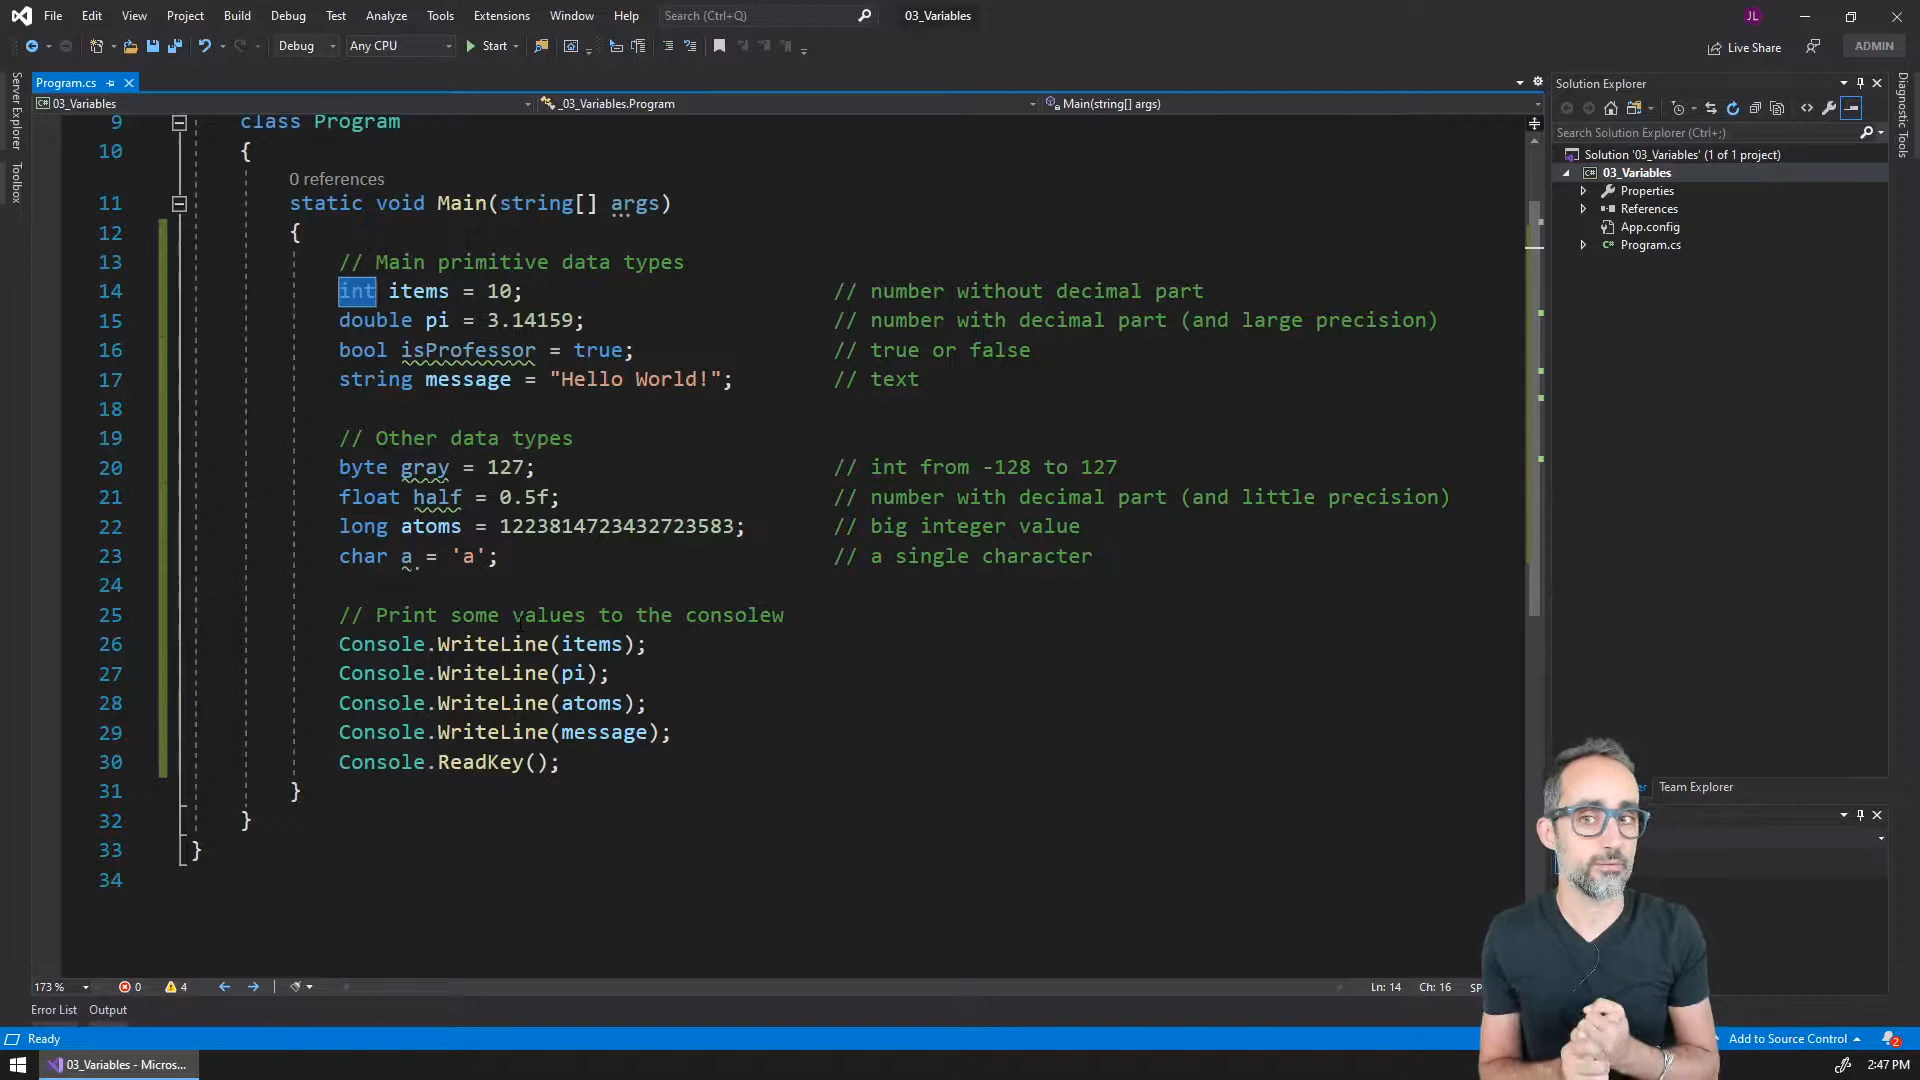 File Edit View Project Build Debug Test Analyze Tools Extensions Window Help Search (Ctrl+Q) 03_Variables JL
Debug Any CPU Start Live Share ADMIN
Server Explorer
Toolbox
Program.cs
03_Variables _03_Variables.Program Main(string[] args)
9 class Program
10 {
0 references
11 static void Main(string[] args)
12 {
13 // Main primitive data types
14 int items = 10; // number without decimal part
15 double pi = 3.14159; // number with decimal part (and large precision)
16 bool isProfessor = true; // true or false
17 string message = "Hello World!"; // text
18
19 // Other data types
20 byte gray = 127; // int from -128 to 127
21 float half = 0.5f; // number with decimal part (and little precision)
22 long atoms = 1223814723432723583; // big integer value
23 char a = 'a'; // a single character
24
25 // Print some values to the consolew
26 Console.WriteLine(items);
27 Console.WriteLine(pi);
28 Console.WriteLine(atoms);
29 Console.WriteLine(message);
30 Console.ReadKey();
31 }
32 }
33 }
34
Solution Explorer
Search Solution Explorer (Ctrl+;)
Solution '03_Variables' (1 of 1 project)
03_Variables
Properties
References
App.config
Program.cs
Team Explorer
Diagnostic Tools
173 % 0 4 Ln: 14 Ch: 16
Error List Output
Ready Add to Source Control 2
03_Variables - Micros... 2:47 PM